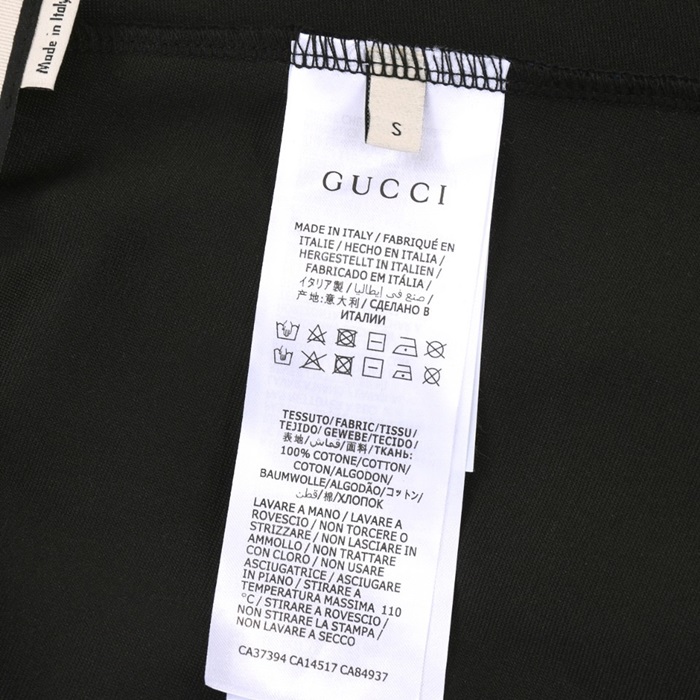 Made in Italy
S
GUCCI
MADE IN ITALY / FABRIQUÉ EN
ITALIE / HECHO EN ITALIA /
HERGESTELLT IN ITALIEN /
FABRICADO EM ITÁLIA /
イタリア製 / صنع في إيطاليا /
产地:意大利 / СДЕЛАНО В
ИТАЛИИ
TESSUTO/FABRIC/TISSU/
TEJIDO/ GEWEBE/TECIDO/
表地/قماش/面料/ТКАНЬ:
100% COTONE/COTTON/
COTON/ALGODON/
BAUMWOLLE/ALGODÃO/コットン/
قطن/棉/ХЛОПОК
LAVARE A MANO / LAVARE A
ROVESCIO / NON TORCERE O
STRIZZARE / NON LASCIARE IN
AMMOLLO / NON TRATTARE
CON CLORO / NON USARE
ASCIUGATRICE / ASCIUGARE
IN PIANO / STIRARE A
TEMPERATURA MASSIMA 110
°C / STIRARE A ROVESCIO /
NON STIRARE LA STAMPA /
NON LAVARE A SECCO
CA37394 CA14517 CA84937